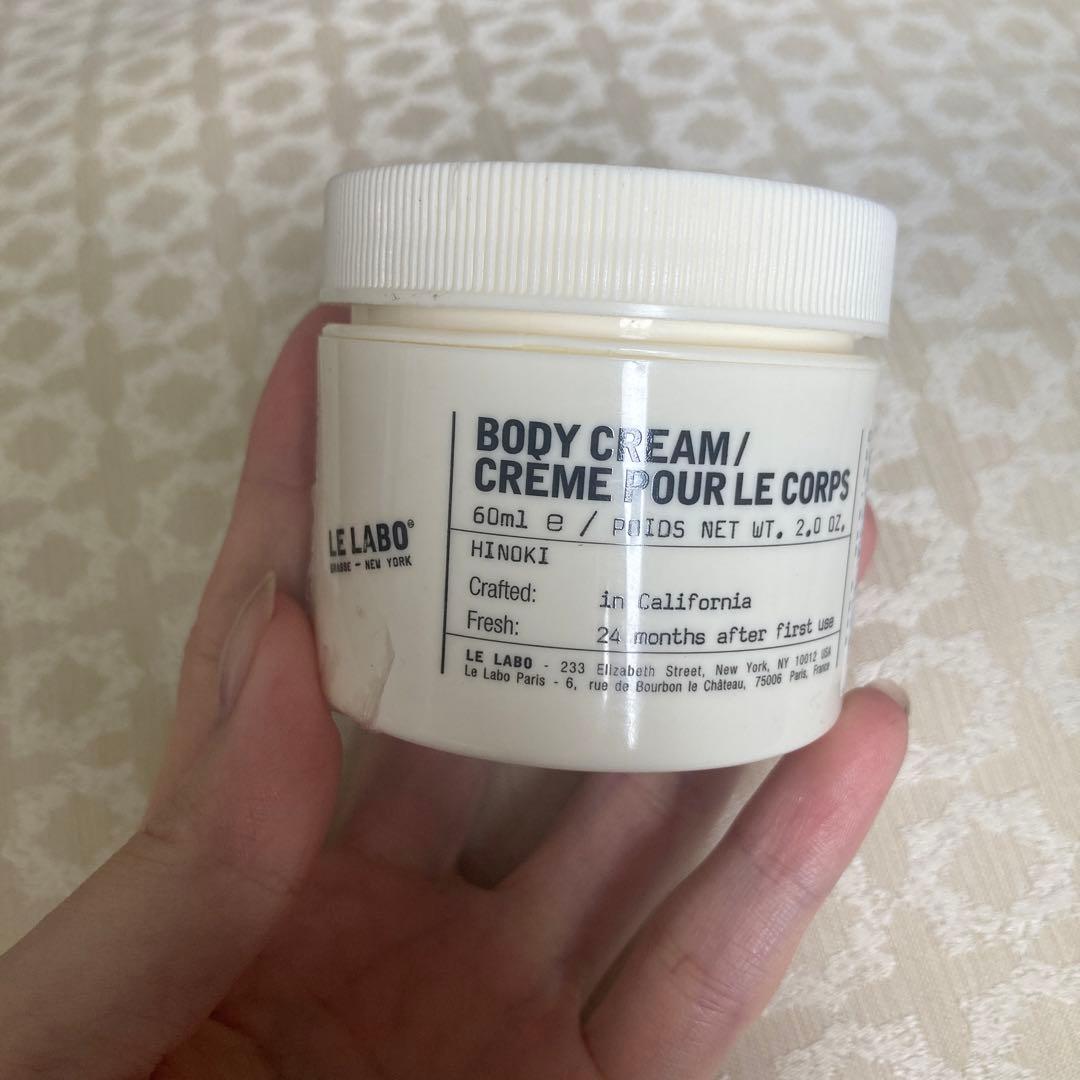 LE LABO®
GRASSE - NEW YORK
BODY CREAM/
CRÈME POUR LE CORPS
60ml e / POIDS NET WT. 2.0 OZ.
HINOKI
Crafted: in California
Fresh: 24 months after first use
LE LABO - 233 Elizabeth Street, New York, NY 10012 USA
Le Labo Paris - 6, rue de Bourbon le Château, 75006 Paris, France